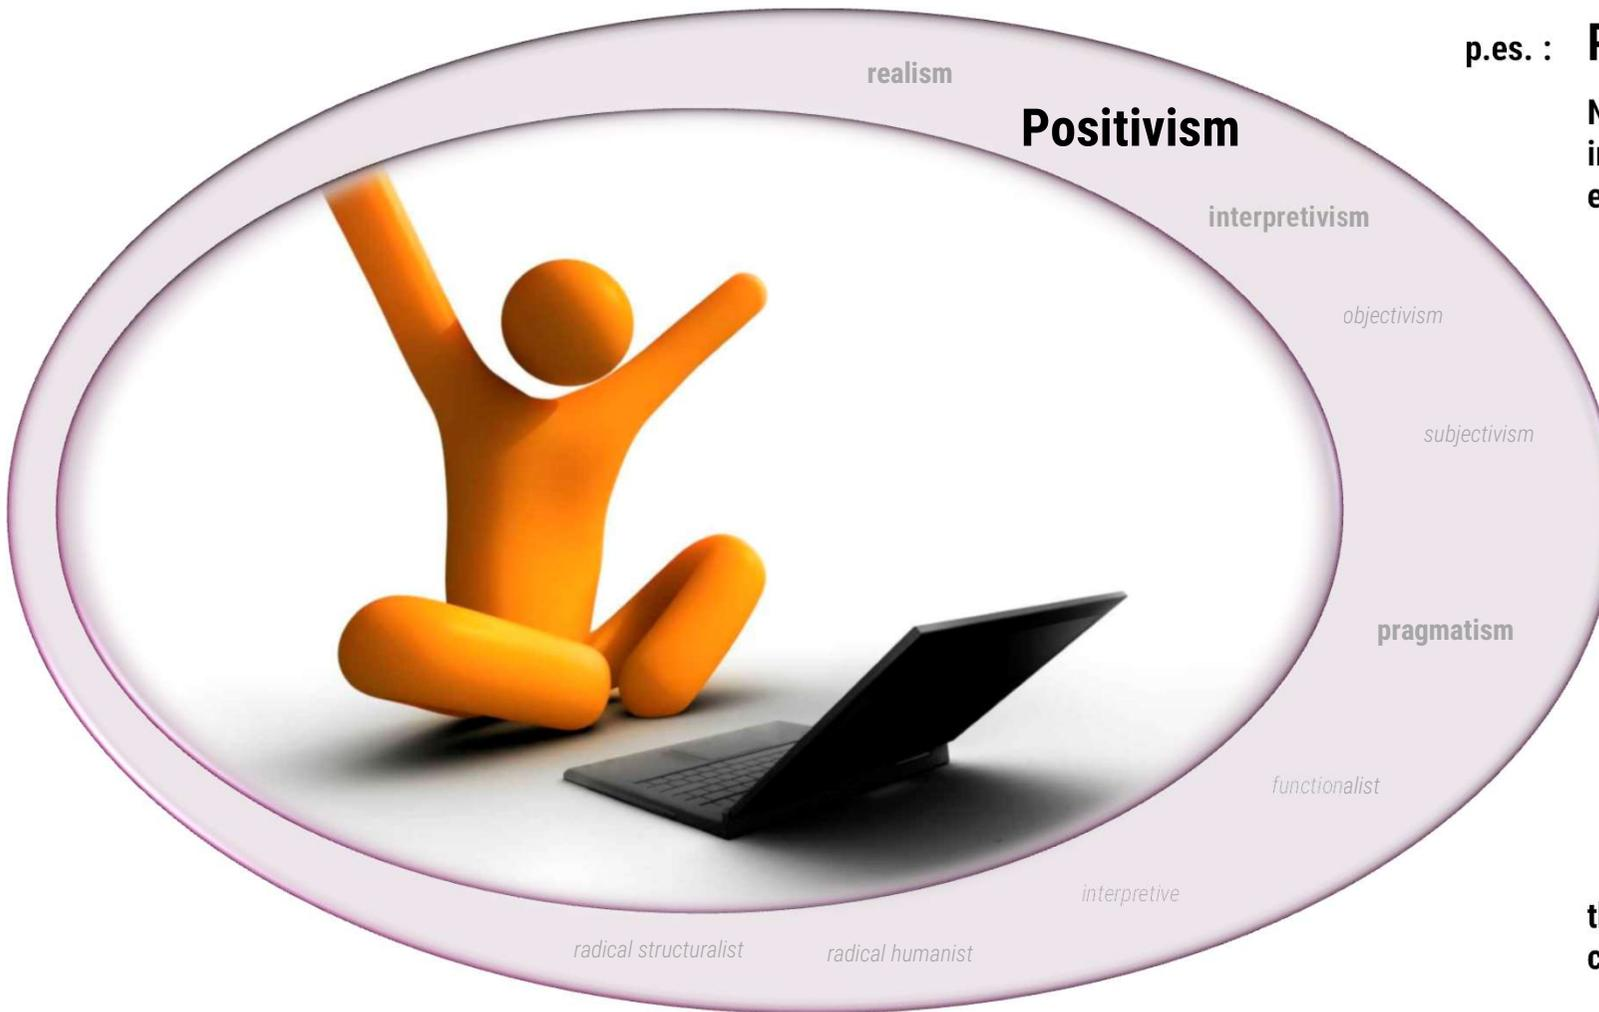 realism
p.es. :
Positivism
interpretivism
objectivism
subjectivism
pragmatism
functionalist
interpretive
radical structuralist
radical humanist